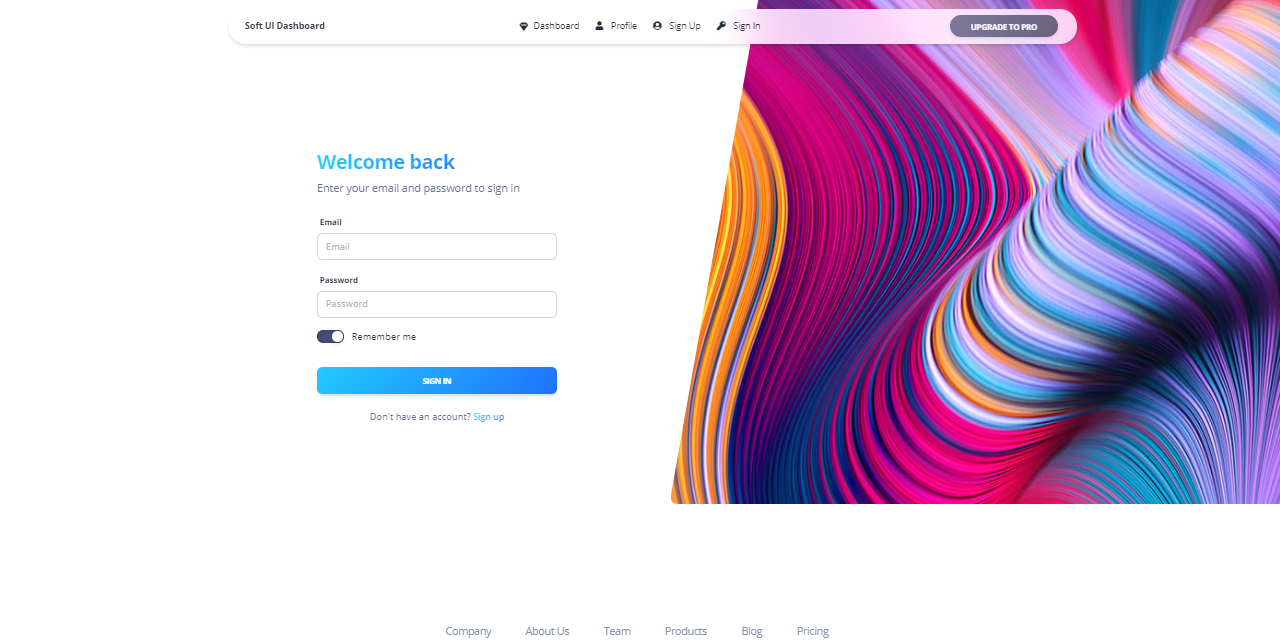 Soft UI Dashboard Dashboard Profile Sign Up Sign In UPGRADE TO PRO
Welcome back
Enter your email and password to sign in
Email
Email
Password
Password
Remember me
SIGN IN
Don't have an account? Sign up
Company About Us Team Products Blog Pricing